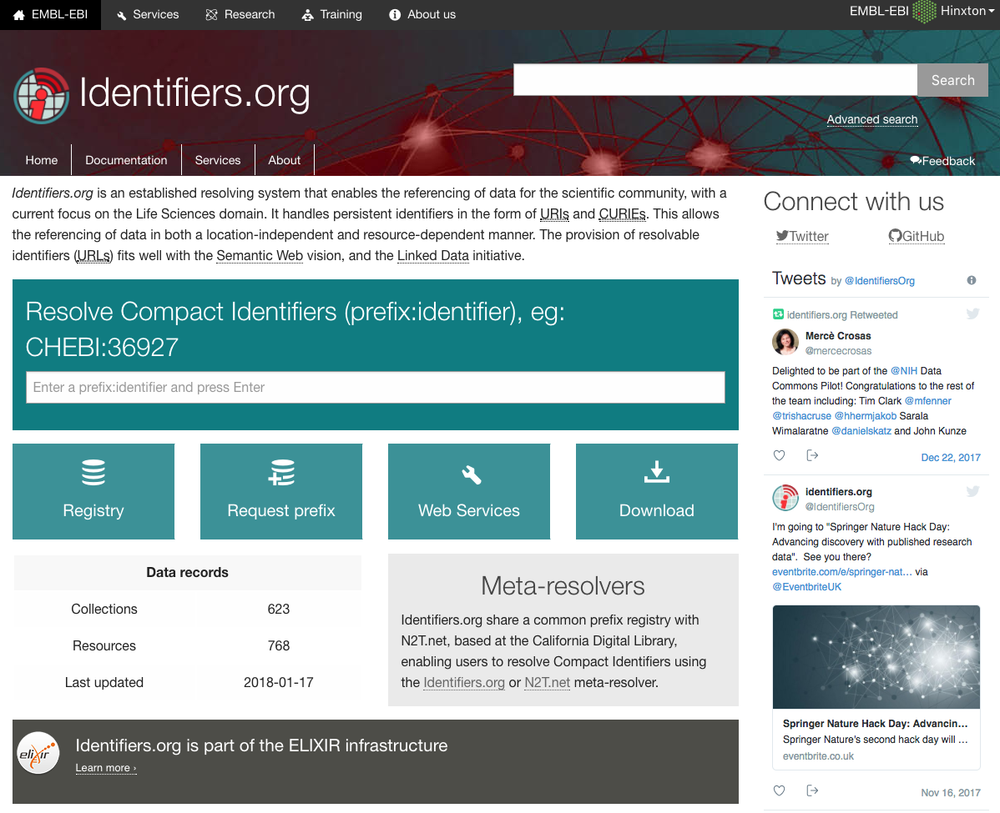 EMBL-EBI Services Research Training About us EMBL-EBI Hinxton
Identifiers.org
Search
Advanced search
Home Documentation Services About Feedback
Identifiers.org is an established resolving system that enables the referencing of data for the scientific community, with a
current focus on the Life Sciences domain. It handles persistent identifiers in the form of URIs and CURIEs. This allows
the referencing of data in both a location-independent and resource-dependent manner. The provision of resolvable
identifiers (URLs) fits well with the Semantic Web vision, and the Linked Data initiative.
Resolve Compact Identifiers (prefix:identifier), eg:
CHEBI:36927
Enter a prefix:identifier and press Enter
Registry Request prefix Web Services Download
Data records
Collections 623
Resources 768
Last updated 2018-01-17
Meta-resolvers
Identifiers.org share a common prefix registry with
N2T.net, based at the California Digital Library,
enabling users to resolve Compact Identifiers using
the Identifiers.org or N2T.net meta-resolver.
elixir
Identifiers.org is part of the ELIXIR infrastructure
Learn more ›
Connect with us
Twitter GitHub
Tweets by @IdentifiersOrg
identifiers.org Retweeted
Mercè Crosas
@mercecrosas
Delighted to be part of the @NIH Data
Commons Pilot! Congratulations to the rest of
the team including: Tim Clark @mfenner
@trishacruse @hhermjakob Sarala
Wimalaratne @danielskatz and John Kunze
Dec 22, 2017
identifiers.org
@IdentifiersOrg
I'm going to "Springer Nature Hack Day:
Advancing discovery with published research
data". See you there?
eventbrite.com/e/springer-nat… via
@EventbriteUK
Springer Nature Hack Day: Advancin…
Springer Nature's second hack day will …
eventbrite.co.uk
Nov 16, 2017